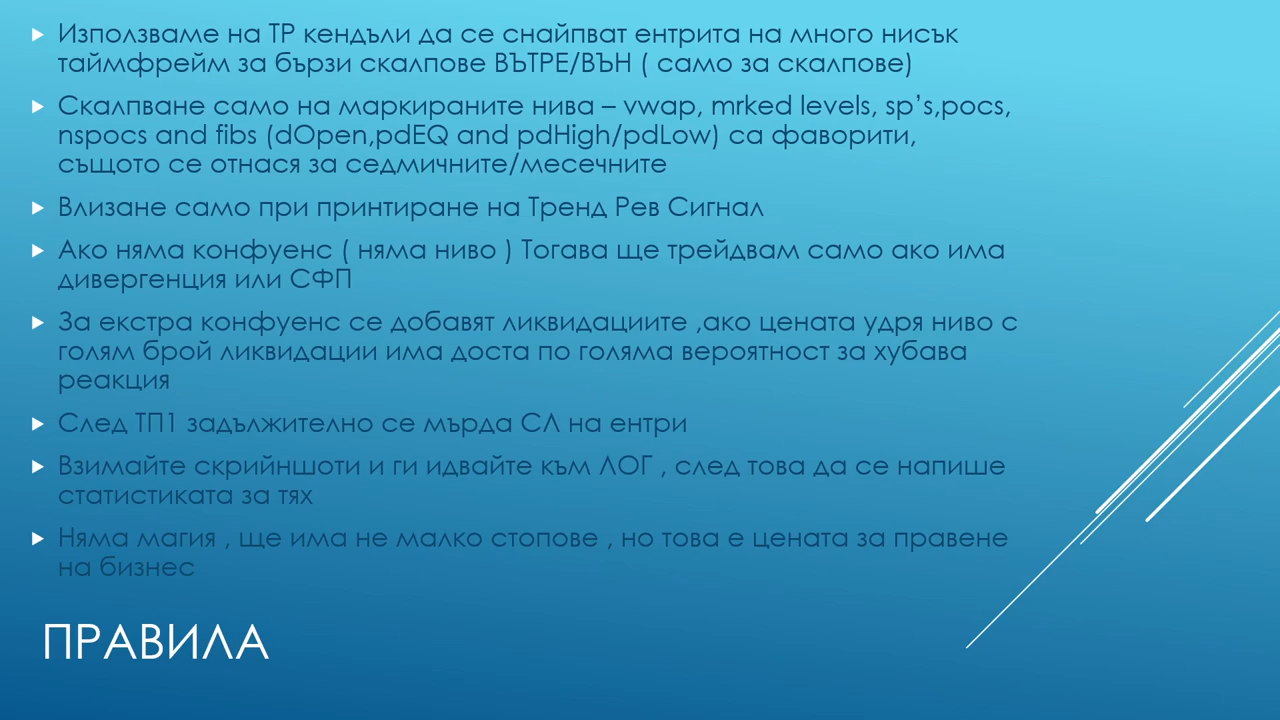 Използваме на ТР кендъли да се снайпват ентрита на много нисък
таймфрейм за бързи скалпове ВЪТРЕ/ВЪН ( само за скалпове)
Скалпване само на маркираните нива – vwap, mrked levels, sp’s,pocs,
nspocs and fibs (dOpen,pdEQ and pdHigh/pdLow) са фаворити,
същото се отнася за седмичните/месечните
Влизане само при принтиране на Тренд Рев Сигнал
Ако няма конфуенс ( няма ниво ) Тогава ще трейдвам само ако има
дивергенция или СФП
За екстра конфуенс се добавят ликвидациите ,ако цената удря ниво с
голям брой ликвидации има доста по голяма вероятност за хубава
реакция
След ТП1 задължително се мърда СЛ на ентри
Взимайте скрийншоти и ги идвайте към ЛОГ , след това да се напише
статистиката за тях
Няма магия , ще има не малко стопове , но това е цената за правене
на бизнес
ПРАВИЛА